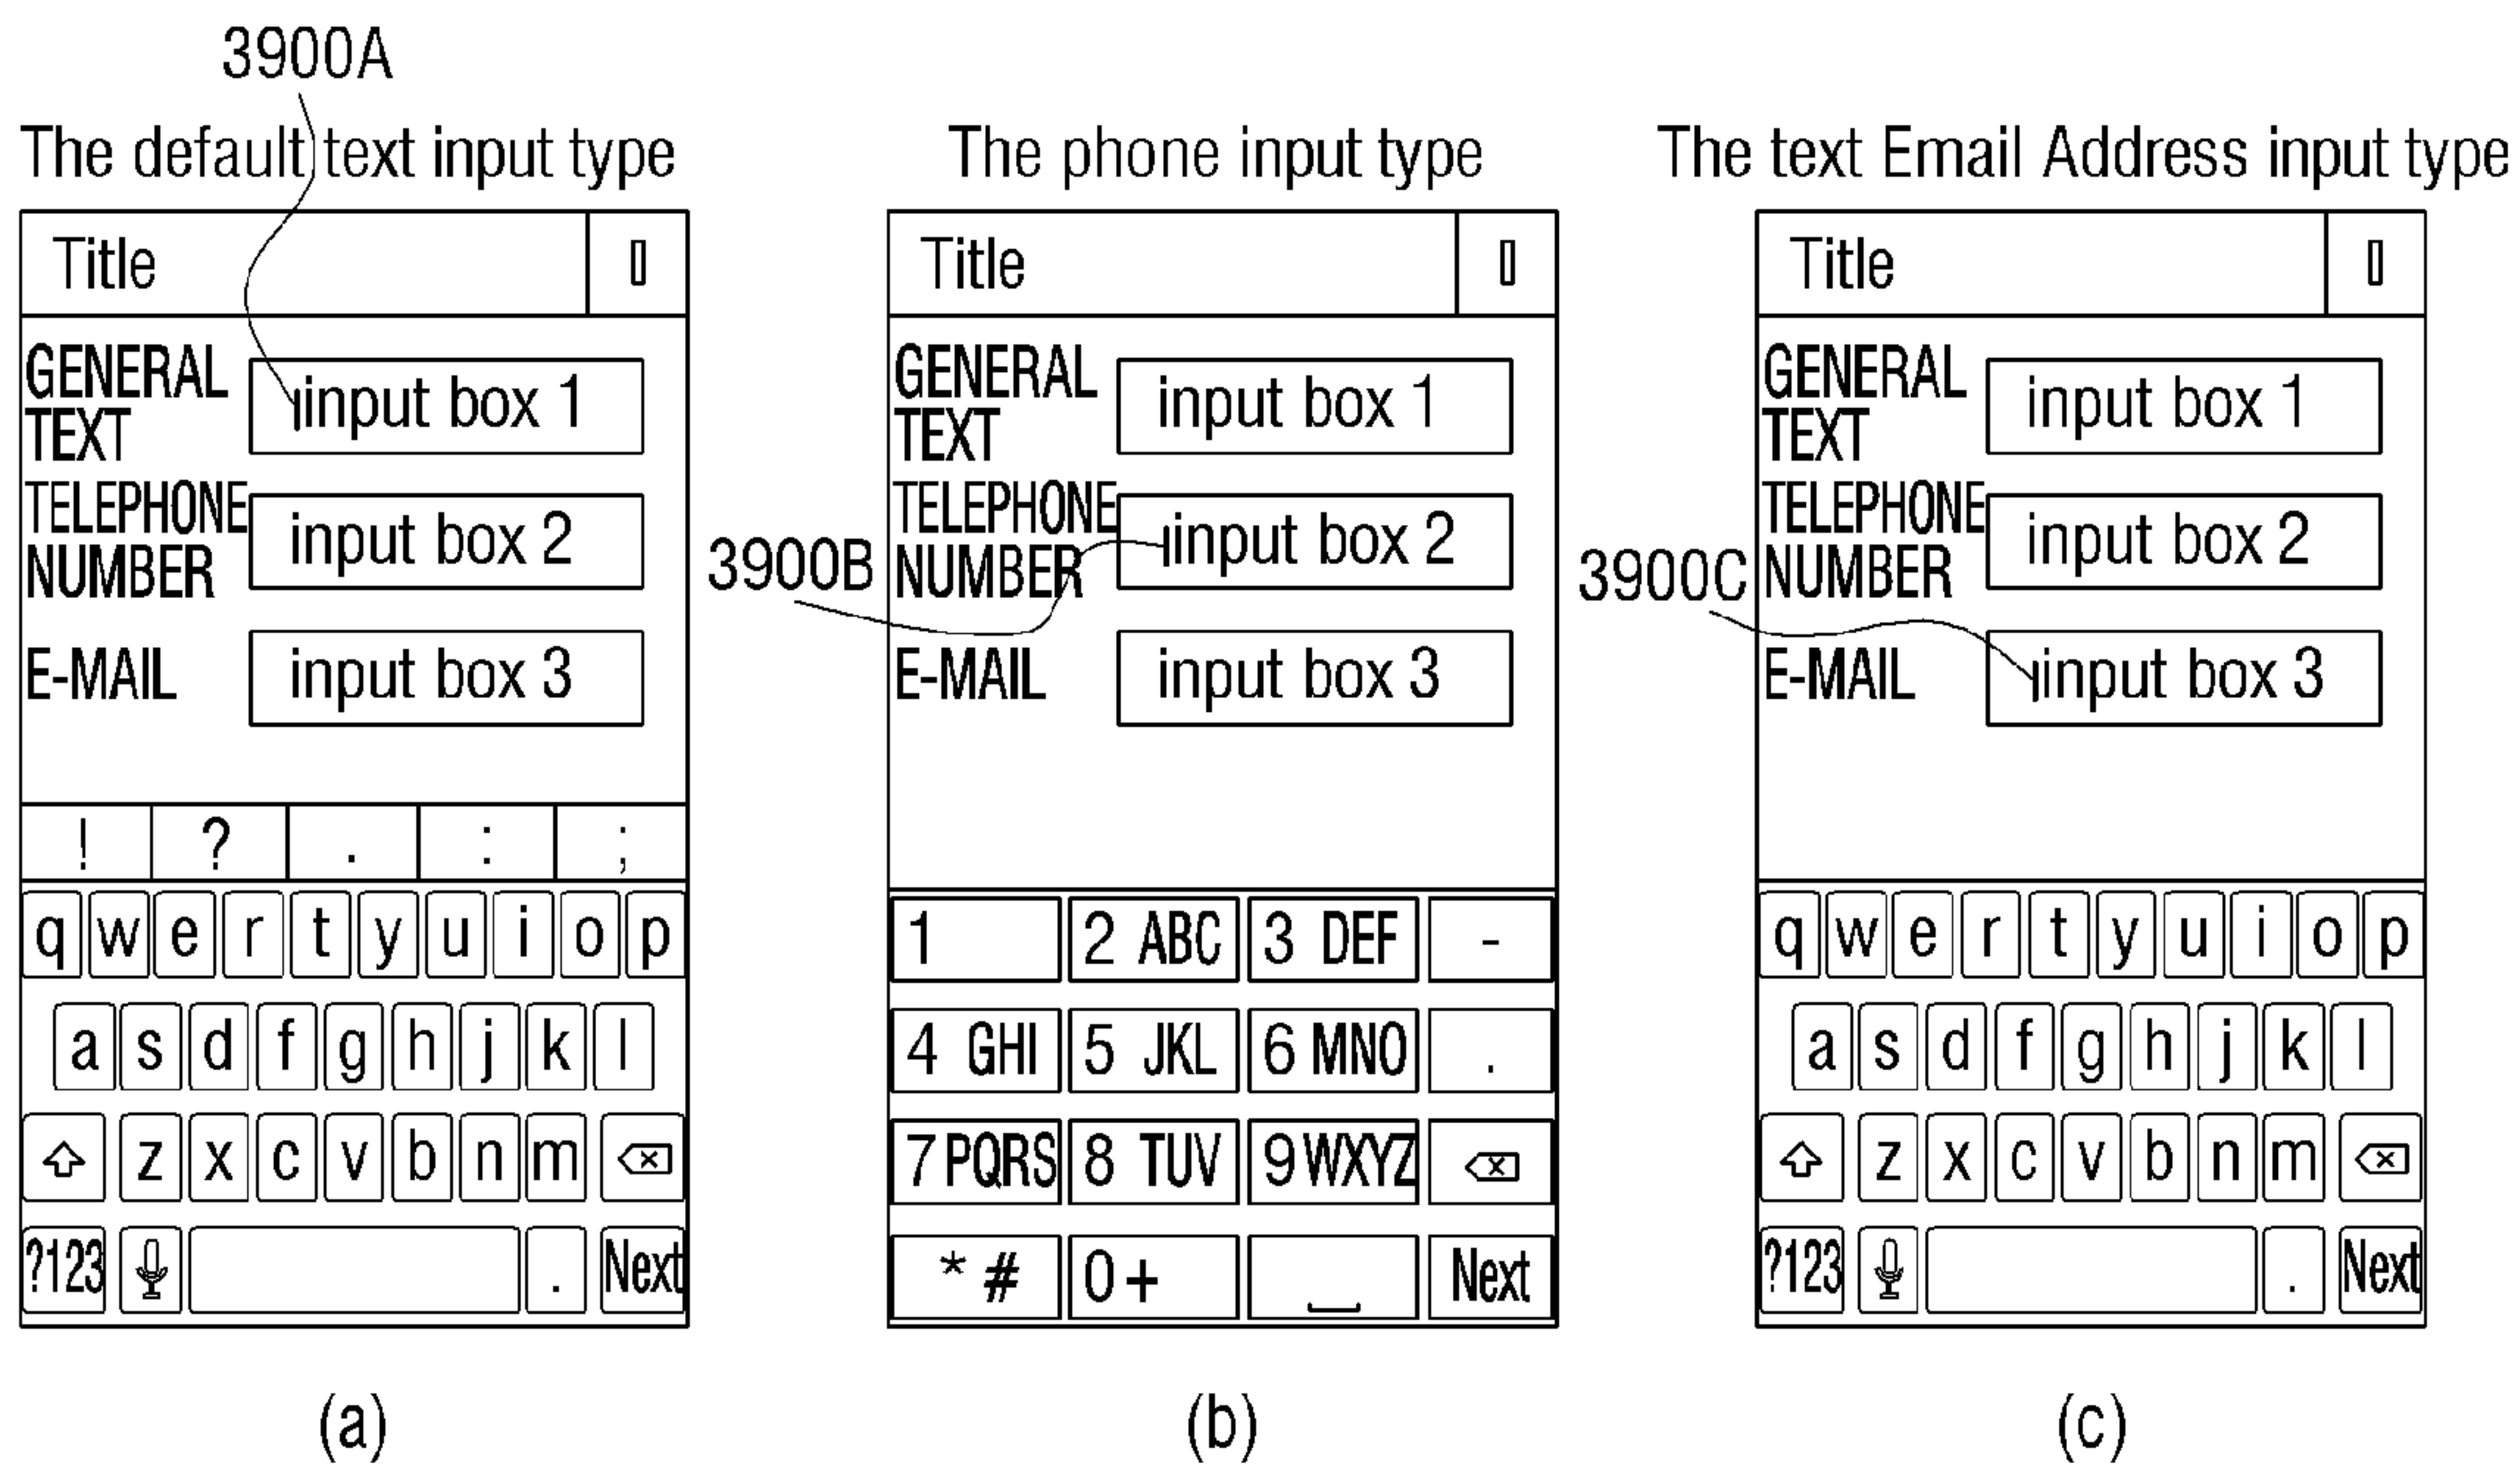 3900A
The default text input type
Title
GENERAL
TEXT
input box 1
TELEPHONE
NUMBER
input box 2
E-MAIL
input box 3
! ? . : ;
q w e r t y u i o p
a s d f g h j k l
z x c v b n m
?123 . Next
(a)
The phone input type
Title
GENERAL
TEXT
input box 1
3900B
TELEPHONE
NUMBER
input box 2
E-MAIL
input box 3
1 2 ABC 3 DEF -
4 GHI 5 JKL 6 MNO .
7 PQRS 8 TUV 9 WXYZ
* # 0 + Next
(b)
The text Email Address input type
Title
GENERAL
TEXT
input box 1
3900C
TELEPHONE
NUMBER
input box 2
E-MAIL
input box 3
q w e r t y u i o p
a s d f g h j k l
z x c v b n m
?123 . Next
(c)